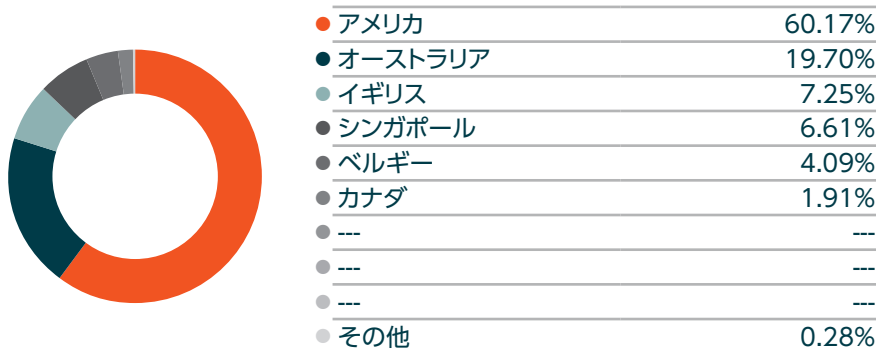 アメリカ 60.17%
オーストラリア 19.70%
イギリス 7.25%
シンガポール 6.61%
ベルギー 4.09%
カナダ 1.91%
--- ---
--- ---
--- ---
その他 0.28%